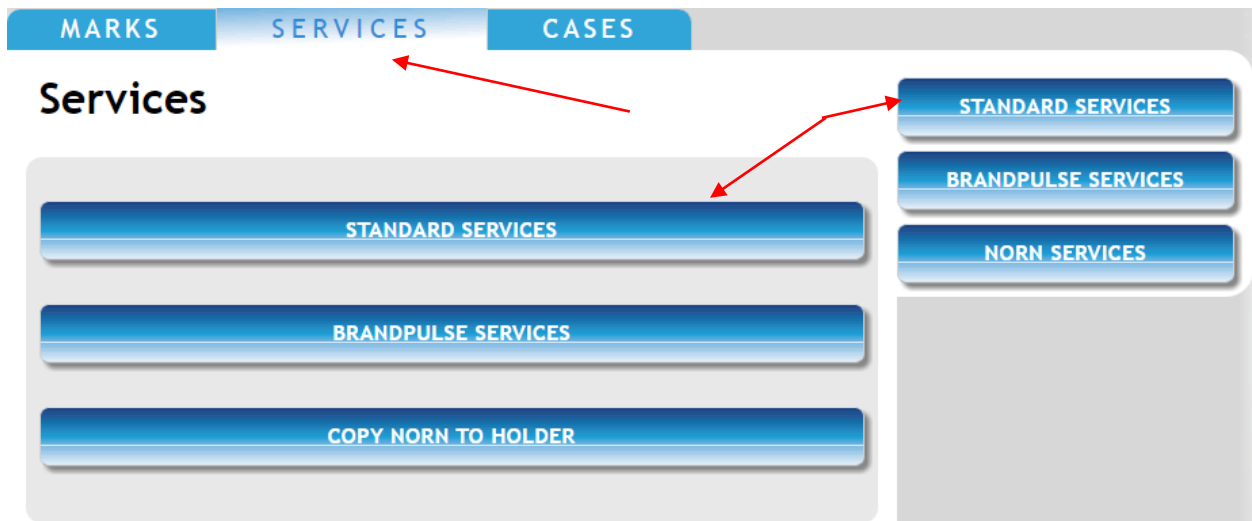 MARKS SERVICES CASES
Services
STANDARD SERVICES
BRANDPULSE SERVICES
COPY NORN TO HOLDER
STANDARD SERVICES
BRANDPULSE SERVICES
NORN SERVICES